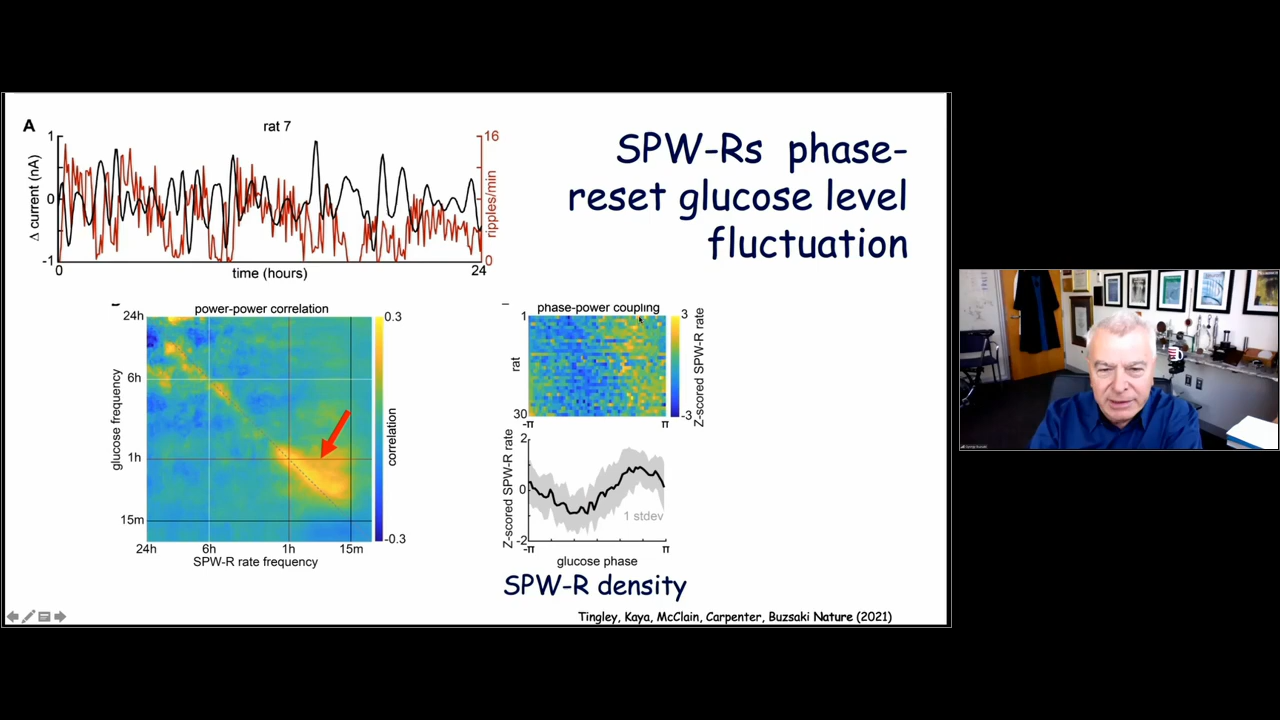 A
rat 7
1
0
-1
Δ current (nA)
16
0
ripples/min
0
time (hours)
24
SPW-Rs phase-
reset glucose level
fluctuation
power-power correlation
24h
6h
1h
15m
glucose frequency
24h
6h
1h
15m
SPW-R rate frequency
0.3
-0.3
correlation
phase-power coupling
1
30
rat
-π
π
3
-3
Z-scored SPW-R rate
2
0
-2
Z-scored SPW-R rate
1 stdev
-π
π
glucose phase
SPW-R density
Tingley, Kaya, McClain, Carpenter, Buzsaki Nature (2021)